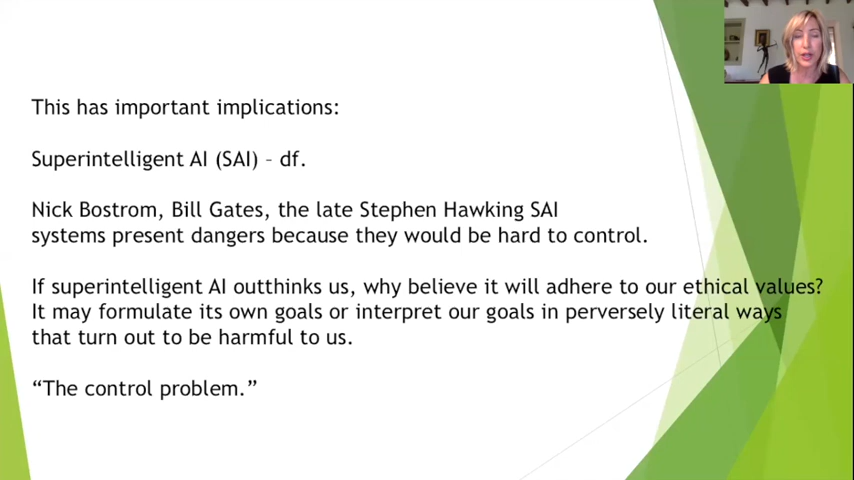 This has important implications:
Superintelligent AI (SAI) – df.
Nick Bostrom, Bill Gates, the late Stephen Hawking SAI
systems present dangers because they would be hard to control.
If superintelligent AI outthinks us, why believe it will adhere to our ethical values?
It may formulate its own goals or interpret our goals in perversely literal ways
that turn out to be harmful to us.
“The control problem.”